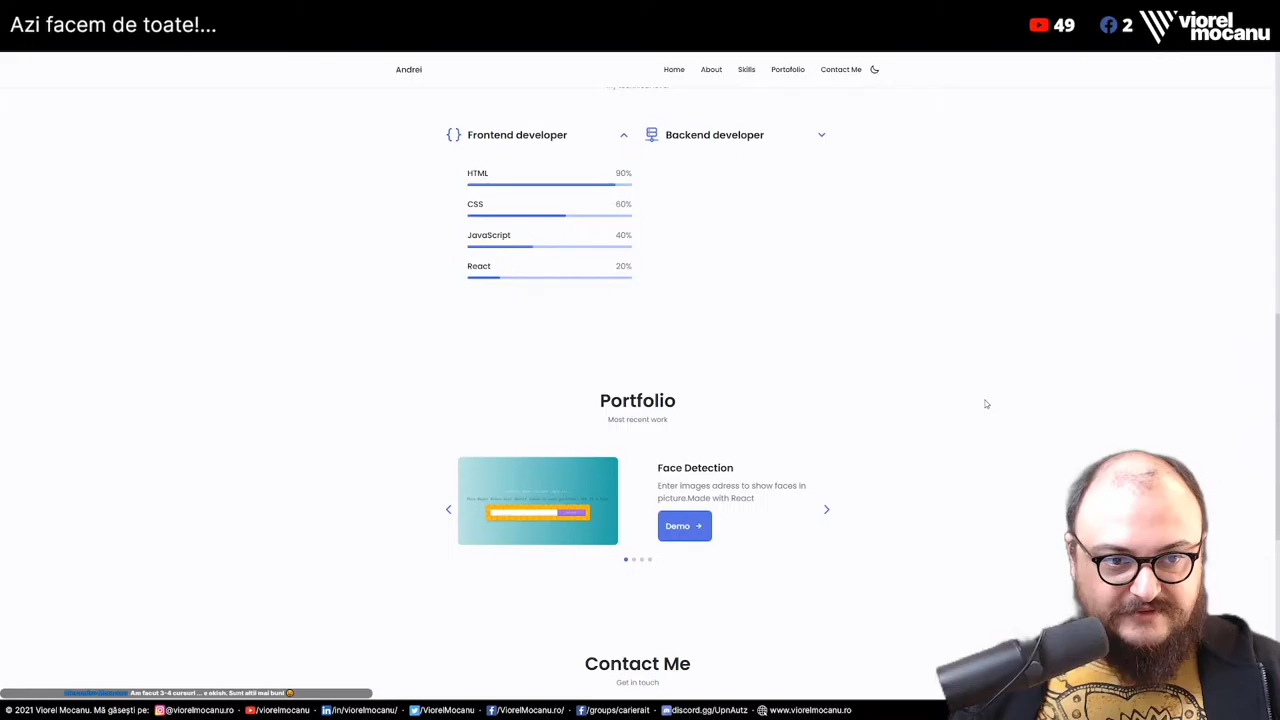 Azi facem de toate!...
49
2
viorel
mocanu
Andrei
Home About Skills Portofolio Contact Me
Frontend developer
Backend developer
HTML 90%
CSS 60%
JavaScript 40%
React 20%
Portfolio
Most recent work
Face Detection
Enter images adress to show faces in
picture.Made with React
Demo →
Contact Me
Get in touch
Am facut 3-4 cursuri ... e okish. Sunt altii mai buni
© 2021 Viorel Mocanu. Mă găsești pe: @viorelmocanu.ro · /viorelmocanu · /in/viorelmocanu/ · /ViorelMocanu · /ViorelMocanu.ro/ · /groups/carierait · discord.gg/UpnAutz · www.viorelmocanu.ro